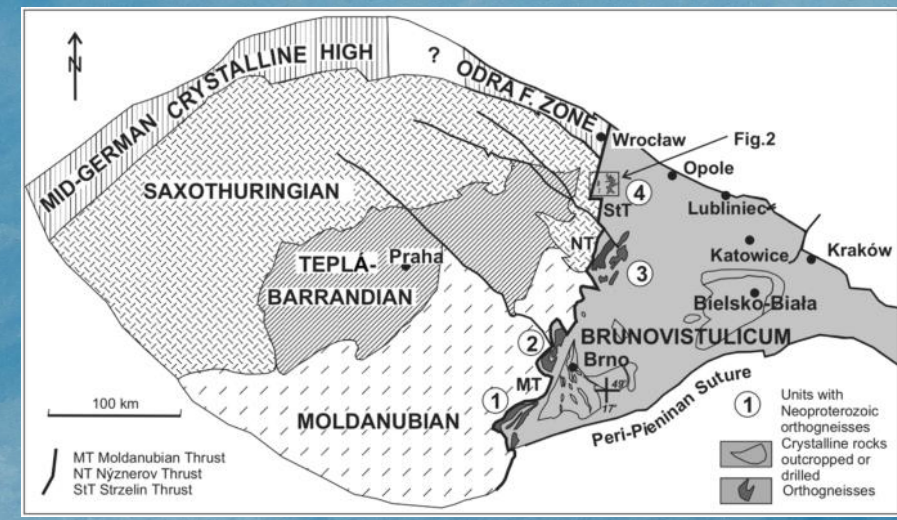 N
MID-GERMAN CRYSTALLINE HIGH
?
ODRA F. ZONE
Wrocław
Fig.2
Opole
SAXOTHURINGIAN
4
StT
Lubliniec
NT
Katowice
Kraków
TEPLÁ-
Praha
BARRANDIAN
3
Bielsko-Biała
BRUNOVISTULICUM
2
Brno
MT
49°
17°
1
MOLDANUBIAN
Peri-Pieninan Suture
100 km
MT Moldanubian Thrust
NT Nýznerov Thrust
StT Strzelin Thrust
1
Units with
Neoproterozoic
orthogneisses
Crystalline rocks
outcropped or
drilled
Orthogneisses